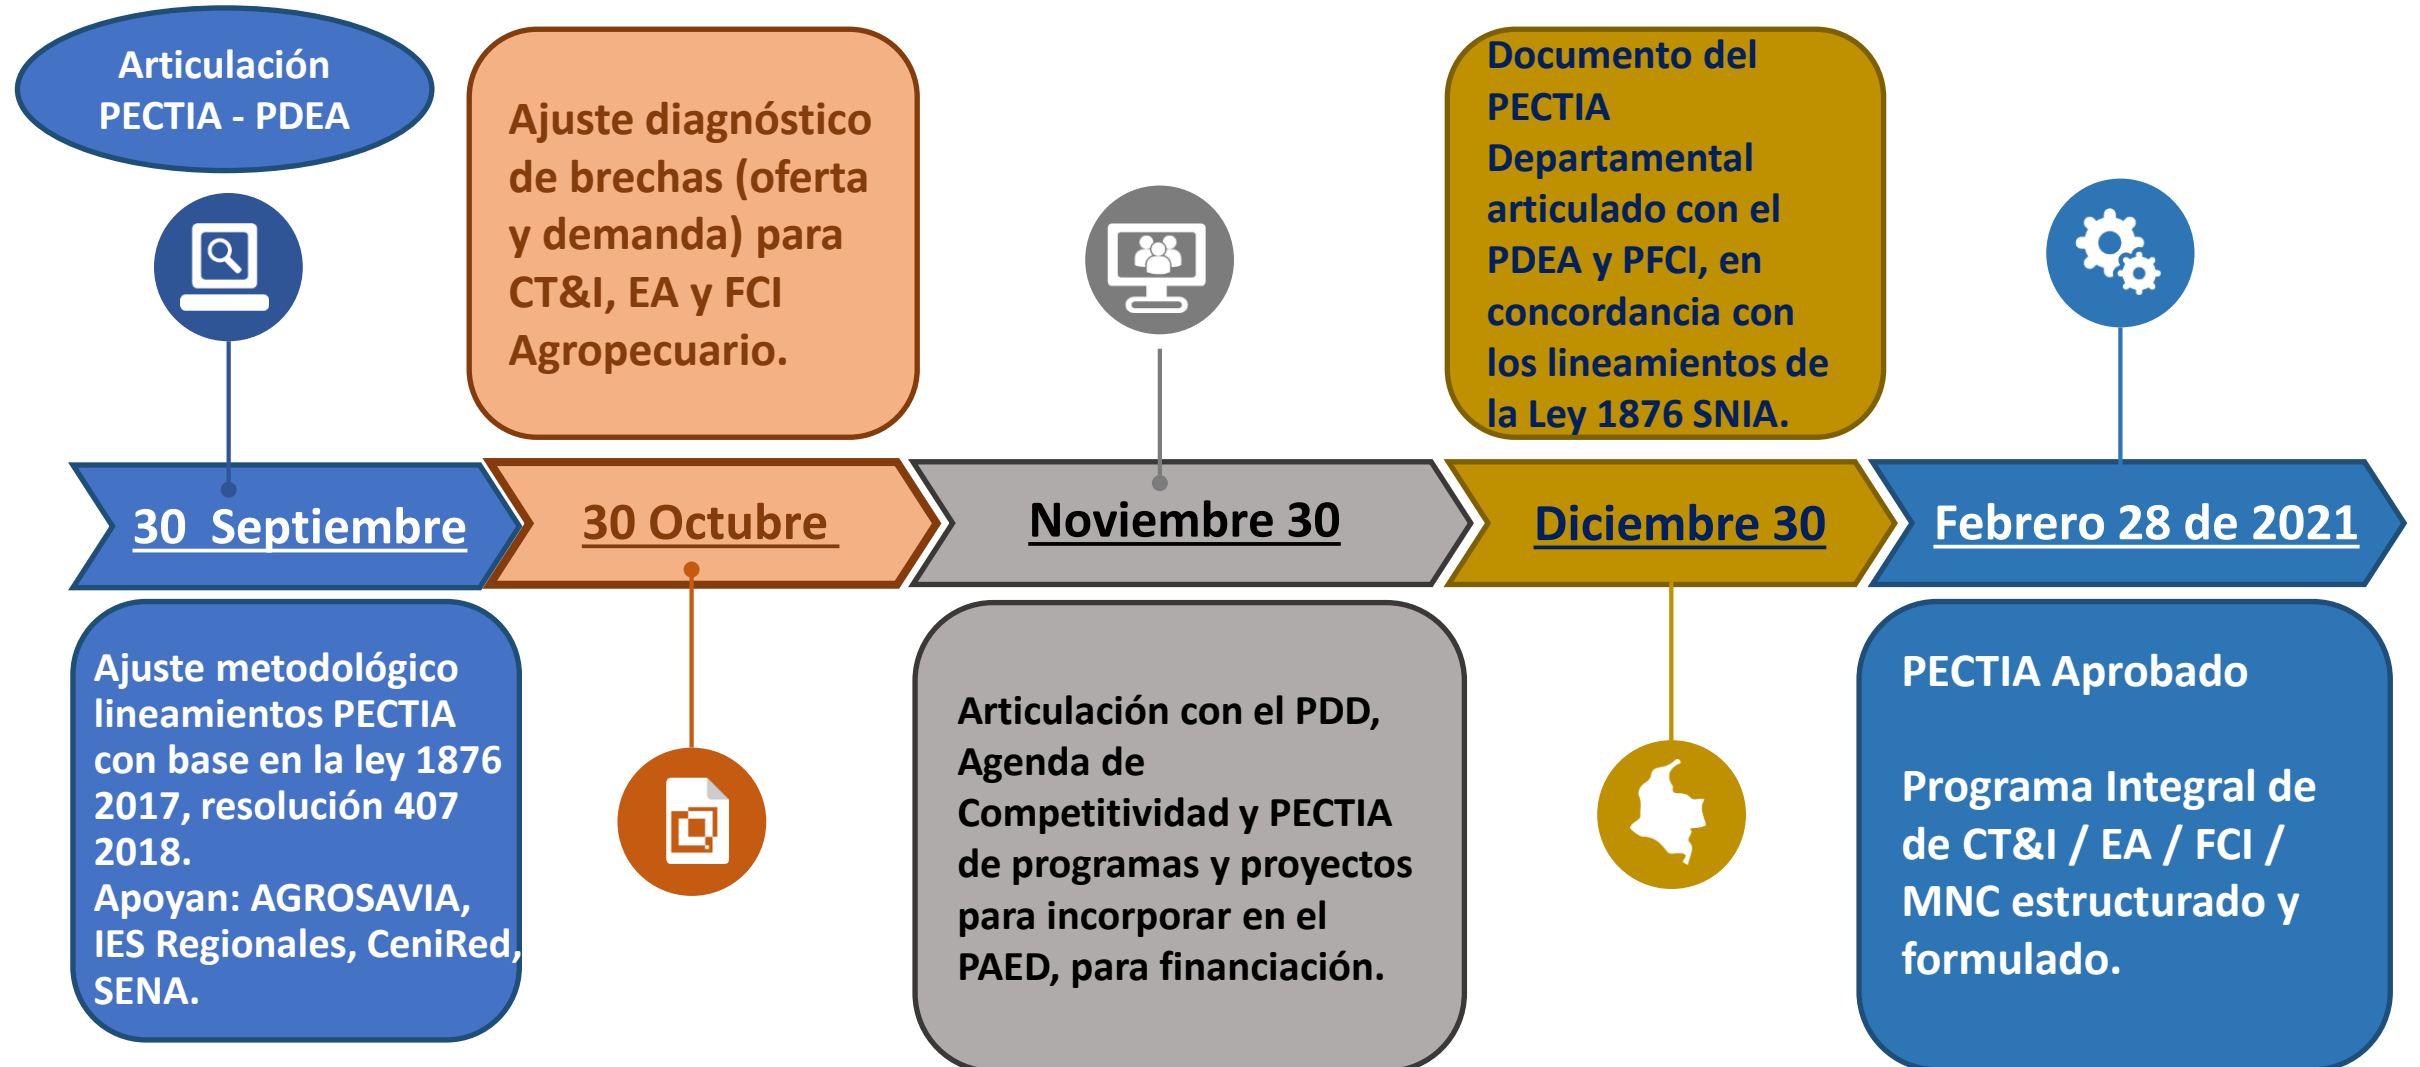 Articulación
PECTIA - PDEA
Ajuste diagnóstico
de brechas (oferta
y demanda) para
CT&I, EA y FCI
Agropecuario.
Documento del
PECTIA
Departamental
articulado con el
PDEA y PFCI, en
concordancia con
los lineamientos de
la Ley 1876 SNIA.
30 Septiembre
30 Octubre
Noviembre 30
Diciembre 30
Febrero 28 de 2021
Ajuste metodológico
lineamientos PECTIA
con base en la ley 1876
2017, resolución 407
2018.
Apoyan: AGROSAVIA,
IES Regionales, CeniRed,
SENA.
Articulación con el PDD,
Agenda de
Competitividad y PECTIA
de programas y proyectos
para incorporar en el
PAED, para financiación.
PECTIA Aprobado
Programa Integral de
de CT&I / EA / FCI /
MNC estructurado y
formulado.